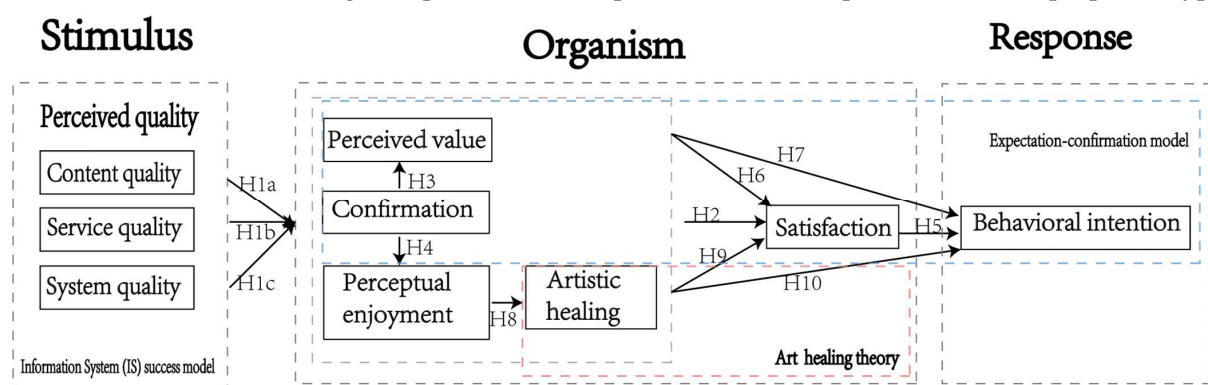 Stimulus
Organism
Response
Perceived quality
Content quality
Service quality
System quality
Information System (IS) success model
H1a
H1b
H1c
Perceived value
H3
Confirmation
H4
Perceptual
enjoyment
H8
Artistic
healing
H7
H6
H2
Satisfaction
H9
H5
H10
Art healing theory
Expectation-confirmation model
Behavioral intention